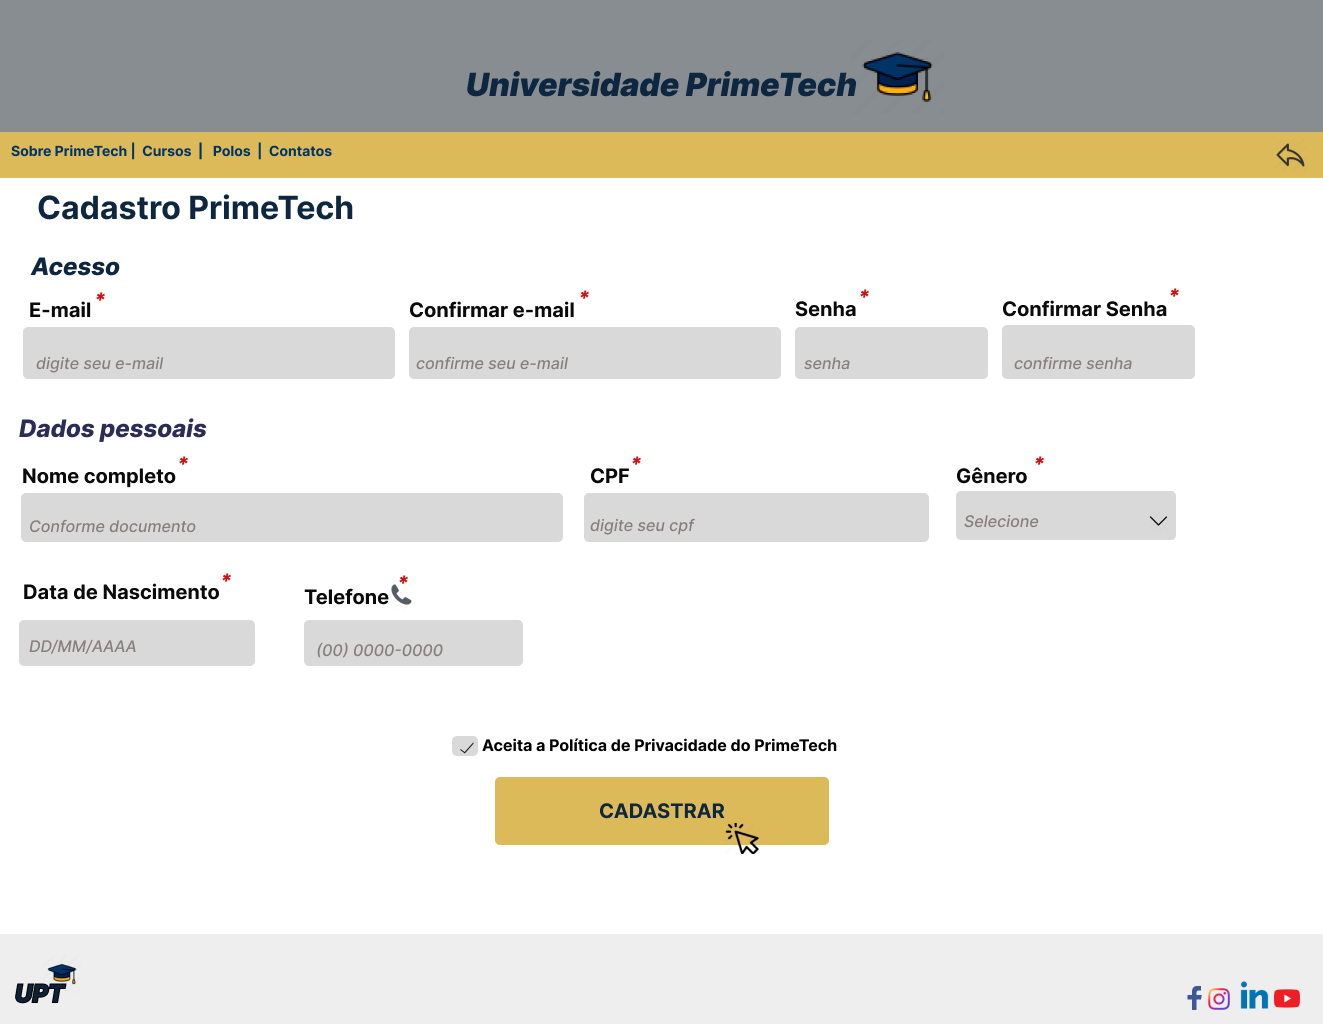 Universidade PrimeTech
Sobre PrimeTech | Cursos | Polos | Contatos
Cadastro PrimeTech
Acesso
E-mail * Confirmar e-mail * Senha * Confirmar Senha *
digite seu e-mail confirme seu e-mail senha confirme senha
Dados pessoais
Nome completo * CPF * Gênero *
Conforme documento digite seu cpf Selecione
Data de Nascimento * Telefone *
DD/MM/AAAA (00) 0000-0000
Aceita a Política de Privacidade do PrimeTech
CADASTRAR
UPT
f in